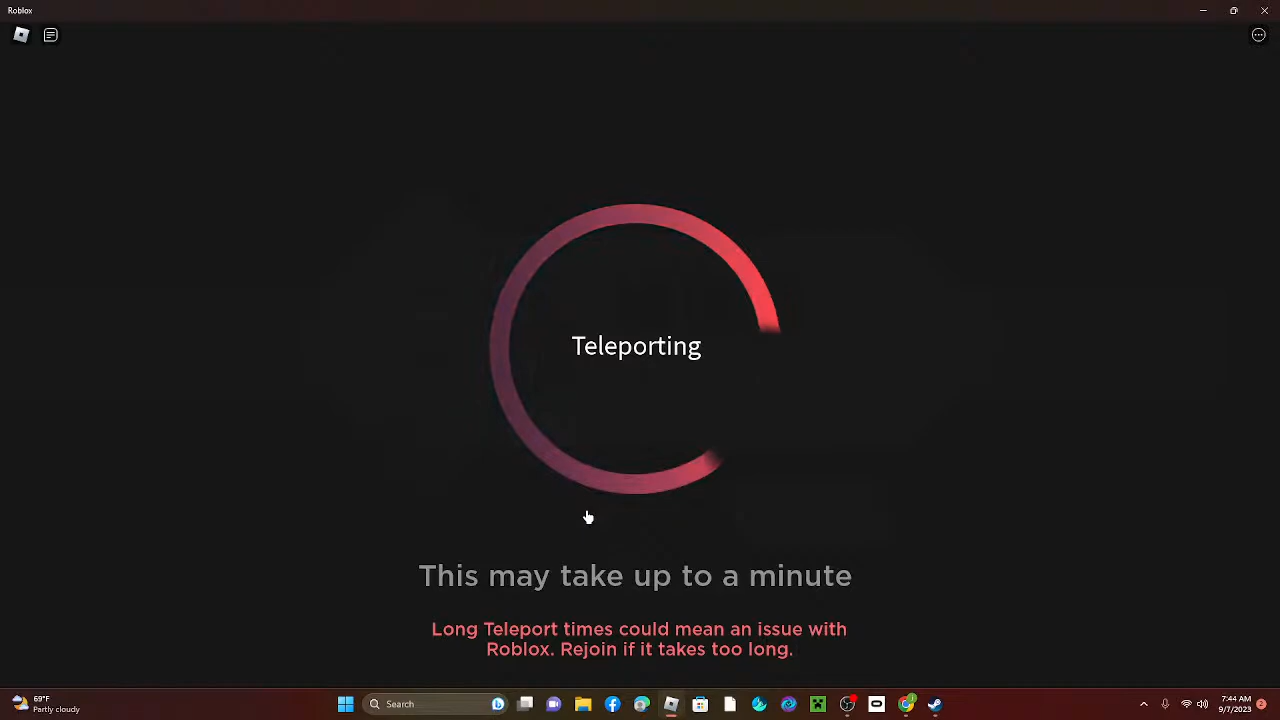 Roblox
Teleporting
This may take up to a minute
Long Teleport times could mean an issue with
Roblox. Rejoin if it takes too long.
69°F
Partly cloudy
Search
7:44 AM
9/7/2023
2